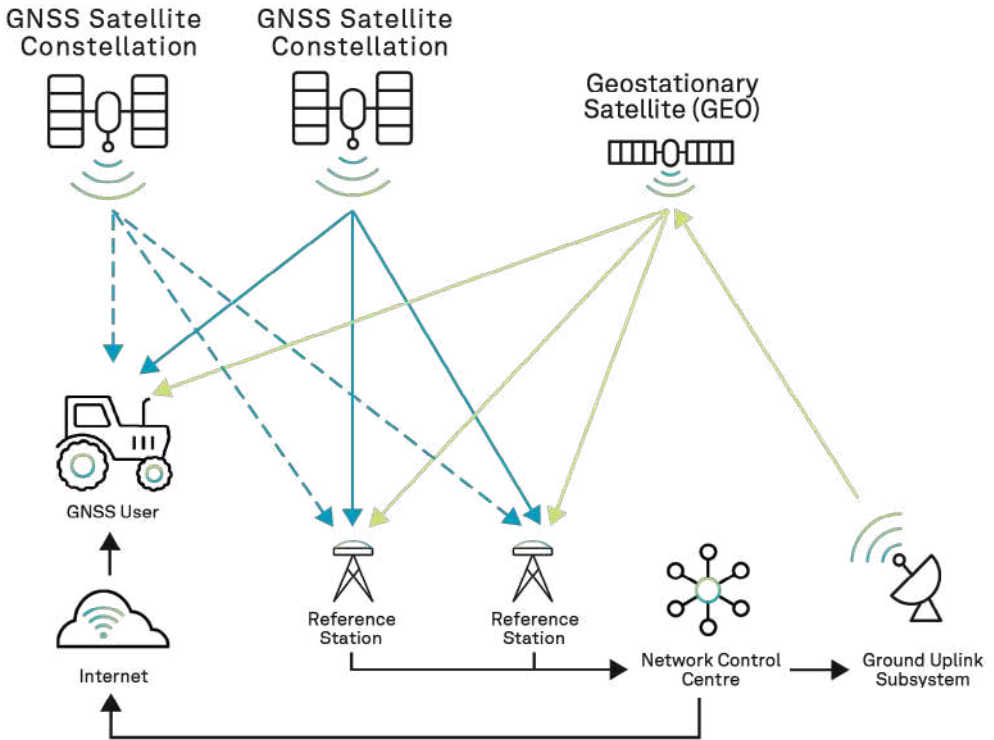 GNSS Satellite
Constellation
GNSS Satellite
Constellation
Geostationary
Satellite (GEO)
GNSS User
Reference
Station
Reference
Station
Internet
Network Control
Centre
Ground Uplink
Subsystem